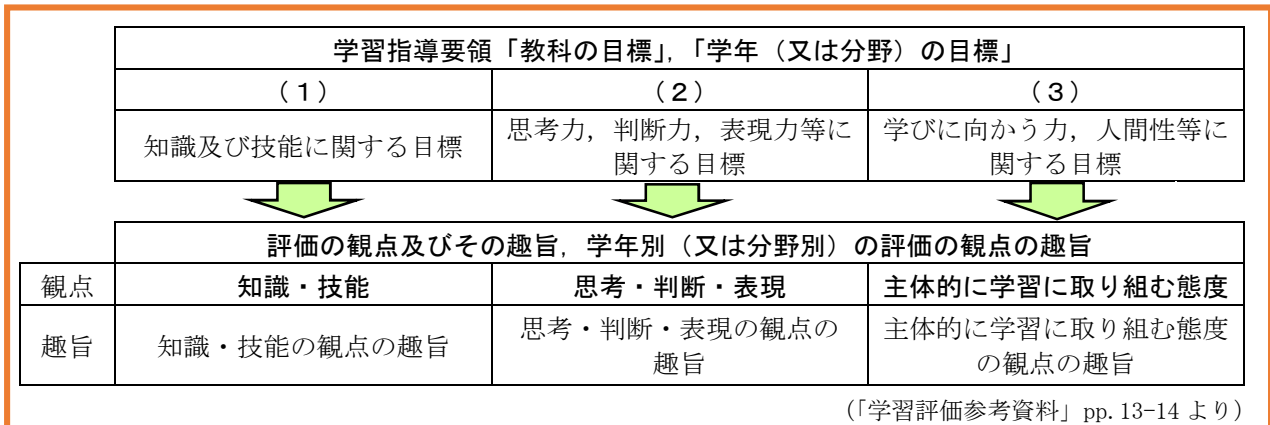 学習指導要領「教科の目標」，「学年（又は分野）の目標」
（１） （２） （３）
知識及び技能に関する目標
思考力，判断力，表現力等に
関する目標
学びに向かう力，人間性等に
関する目標
評価の観点及びその趣旨，学年別（又は分野別）の評価の観点の趣旨
観点 知識・技能 思考・判断・表現 主体的に学習に取り組む態度
趣旨 知識・技能の観点の趣旨
思考・判断・表現の観点の
趣旨
主体的に学習に取り組む態度
の観点の趣旨
（「学習評価参考資料」pp.13-14 より）